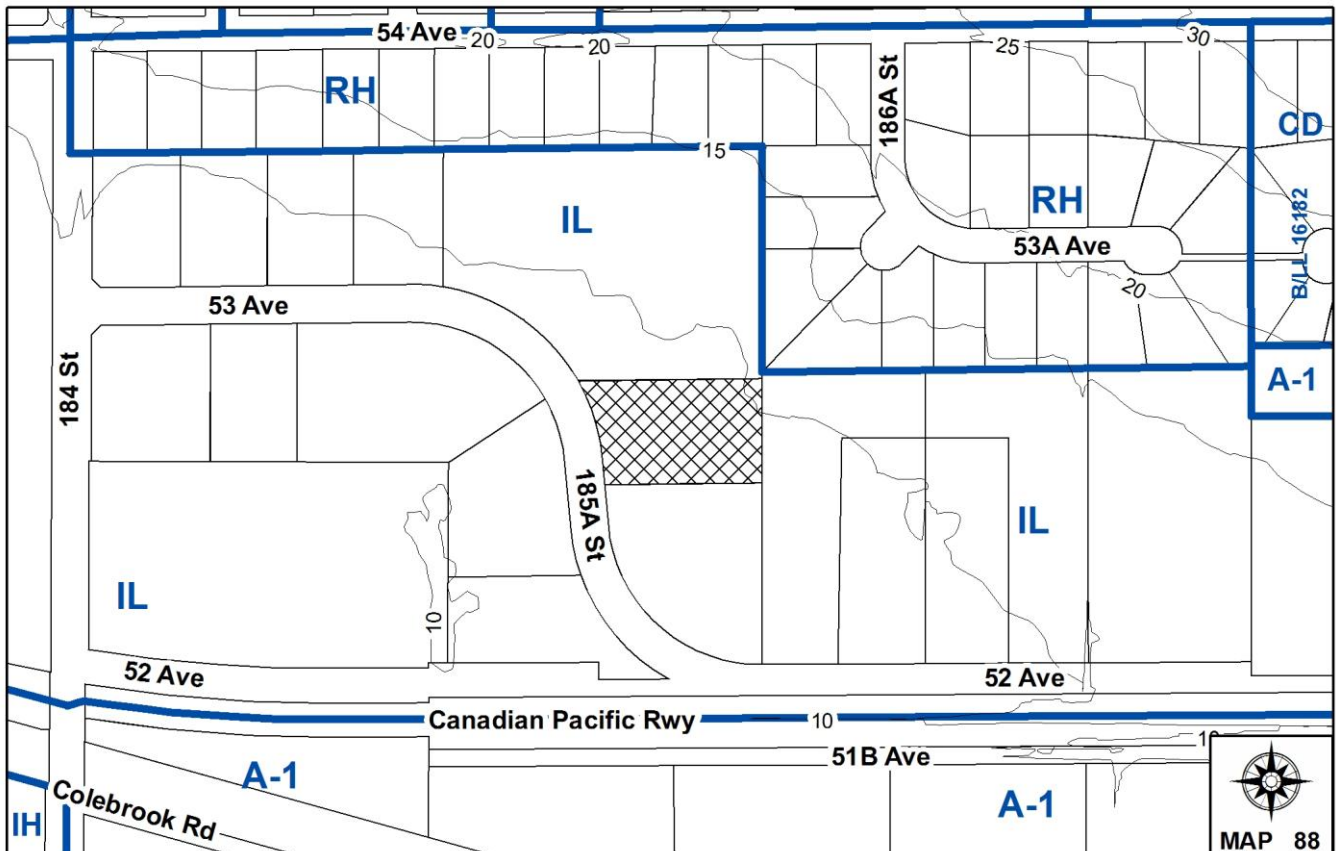 54 Ave
20
20
25
30
RH
186A St
CD
15
IL
RH
B/LL 16182
53A Ave
20
53 Ave
184 St
A-1
185A St
IL
IL
10
52 Ave
52 Ave
Canadian Pacific Rwy
10
10
51B Ave
A-1
A-1
Colebrook Rd
IH
MAP 88